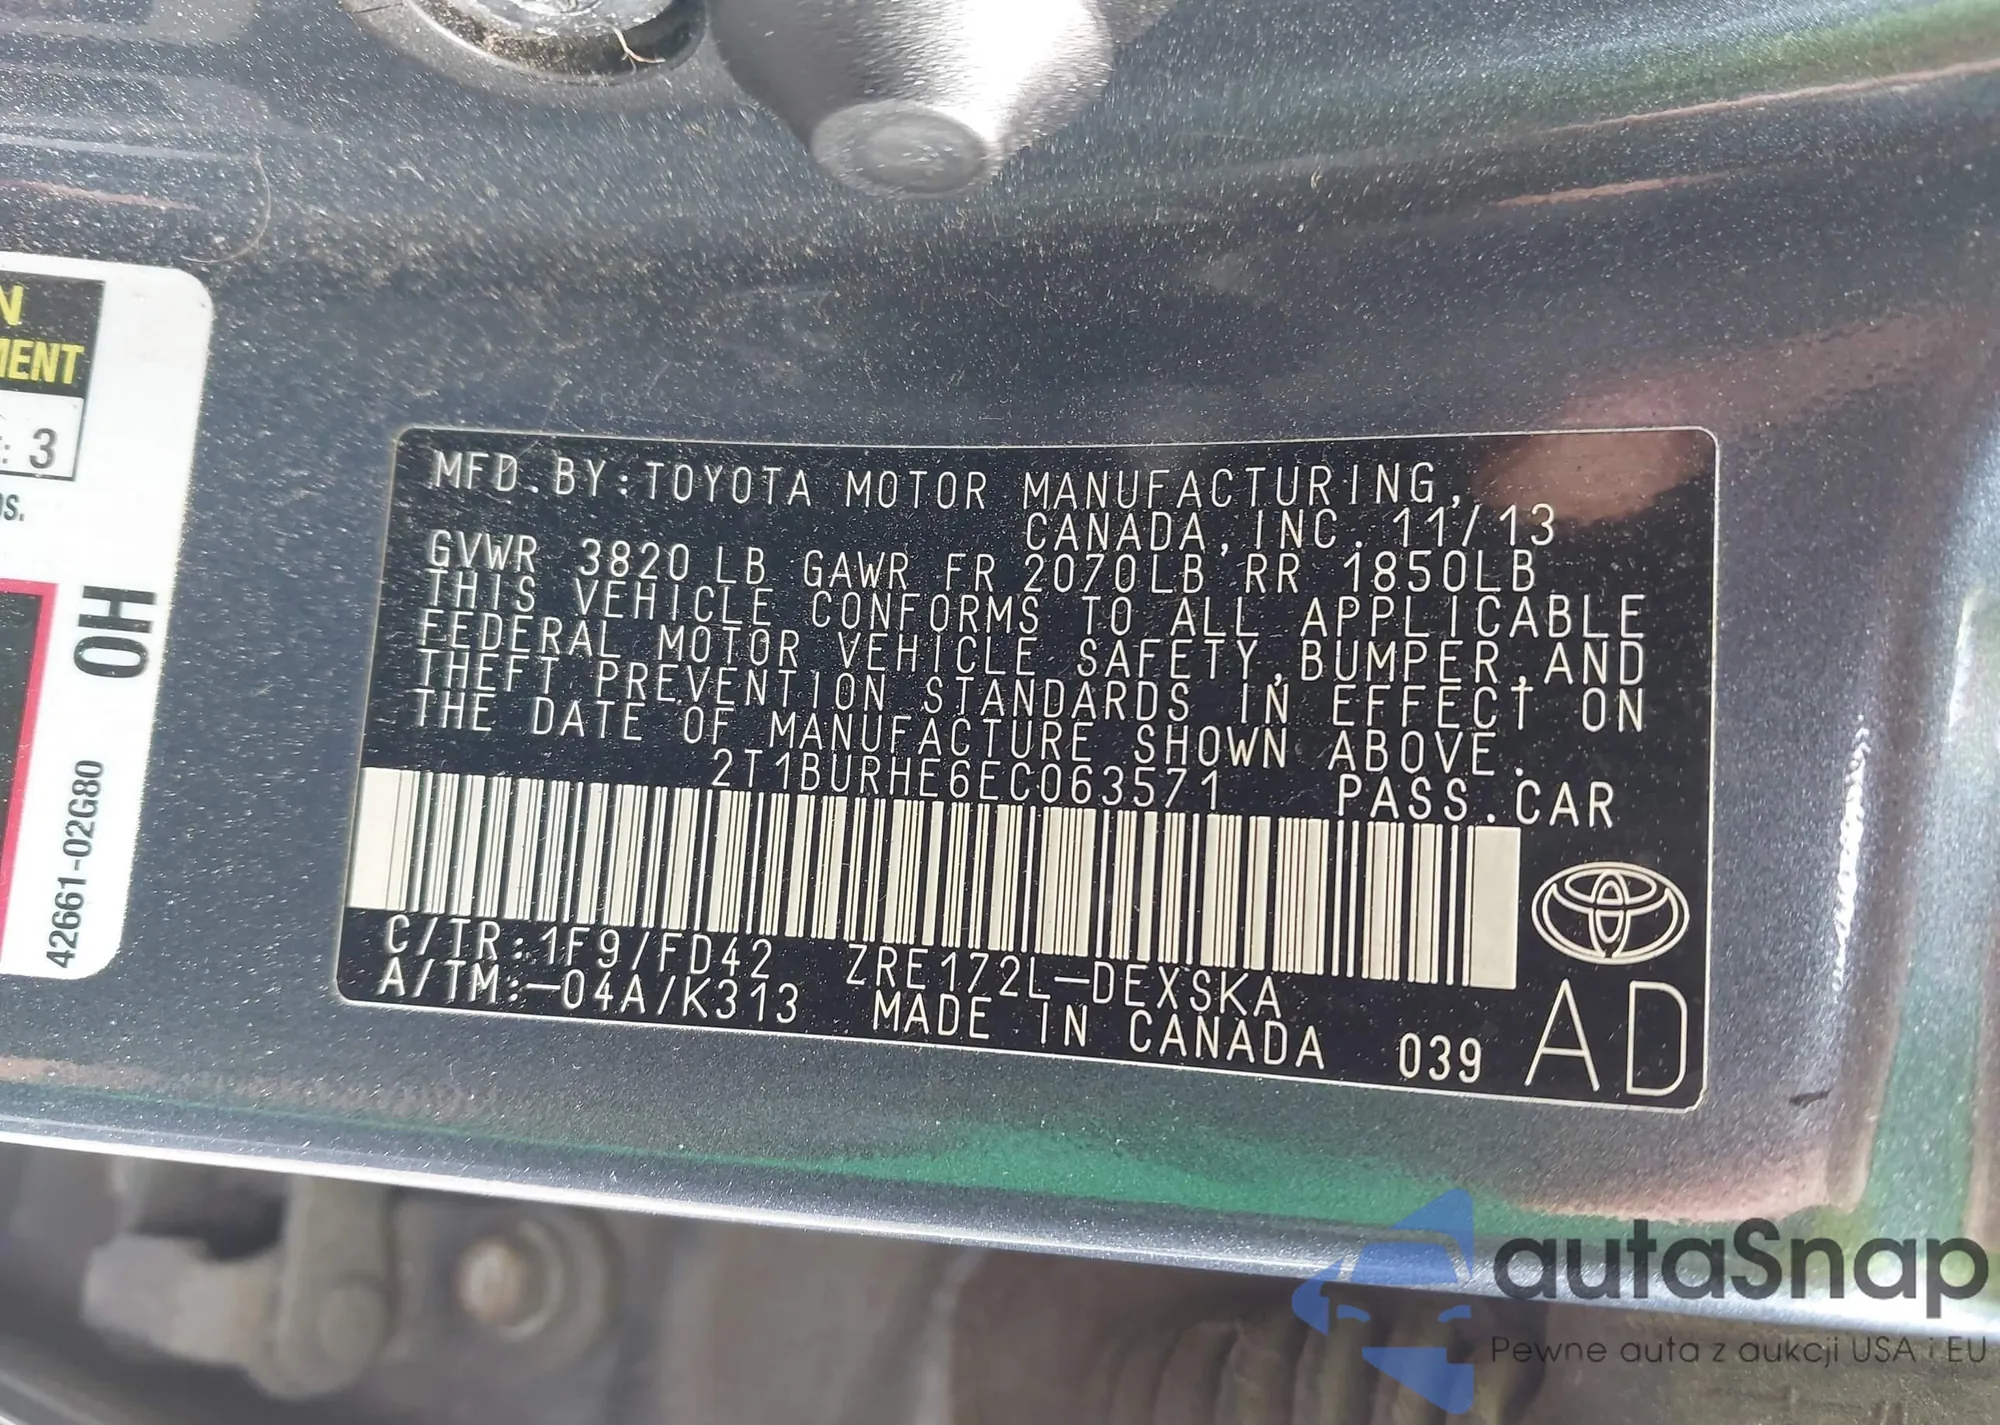 N
MENT
: 3
os.
OH
42661-02G80
MFD.BY:TOYOTA MOTOR MANUFACTURING,
CANADA,INC. 11/13
GVWR 3820 LB GAWR FR 2070LB RR 1850LB
THIS VEHICLE CONFORMS TO ALL APPLICABLE
FEDERAL MOTOR VEHICLE SAFETY,BUMPER,AND
THEFT PREVENTION STANDARDS IN EFFECT ON
THE DATE OF MANUFACTURE SHOWN ABOVE.
2T1BURHE6EC063571 PASS.CAR
C/TR:1F9/FD42 ZRE172L-DEXSKA
A/TM:-04A/K313 MADE IN CANADA 039 AD
autaSnap
Pewne auta z aukcji USA i EU